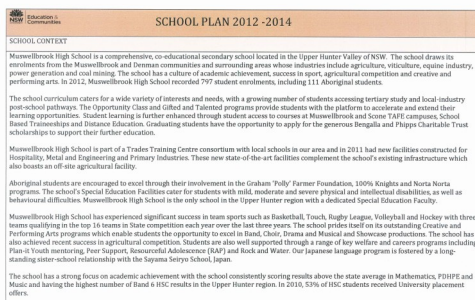 NSW
Education &
Communities
SCHOOL PLAN 2012 -2014
SCHOOL CONTEXT
Muswellbrook High School is a comprehensive, co-educational secondary school located in the Upper Hunter Valley of NSW. The school draws its
enrolments from the Muswellbrook and Denman communities and surrounding areas whose industries include agriculture, viticulture, equine industry,
power generation and coal mining. The school has a culture of academic achievement, success in sport, agricultural competition and creative and
performing arts. In 2012, Muswellbrook High School recorded 797 student enrolments, including 111 Aboriginal students.
The school curriculum caters for a wide variety of interests and needs, with a growing number of students accessing tertiary study and local-industry
post-school pathways. The Opportunity Class and Gifted and Talented programs provide students with the platform to accelerate and extend their
learning opportunities. Student learning is further enhanced through student access to courses at Muswellbrook and Scone TAFE campuses, School
Based Traineeships and Distance Education. Graduating students have the opportunity to apply for the generous Bengalla and Phipps Charitable Trust
scholarships to support their further education.
Muswellbrook High School is part of a Trades Training Centre consortium with local schools in our area and in 2011 had new facilities constructed for
Hospitality, Metal and Engineering and Primary Industries. These new state-of-the-art facilities complement the school's existing infrastructure which
also boasts an off-site agricultural facility.
Aboriginal students are encouraged to excel through their involvement in the Graham 'Polly' Farmer Foundation, 100% Knights and Norta Norta
programs. The school's Special Education Facilities cater for students with mild, moderate and severe physical and intellectual disabilities, as well as
behavioural difficulties. Muswellbrook High School is the only school in the Upper Hunter region with a dedicated Special Education Faculty.
Muswellbrook High School has experienced significant success in team sports such as Basketball, Touch, Rugby League, Volleyball and Hockey with three
teams qualifying in the top 16 teams in State competition each year over the last three years. The school prides itself on its outstanding Creative and
Performing Arts programs which enable students the opportunity to excel in Band, Choir, Drama and Musical and Showcase productions. The school has
also achieved recent success in agricultural competition. Students are also well supported through a range of key welfare and careers programs including
Plan-it Youth mentoring, Peer Support, Resourceful Adolescence (RAP) and Rock and Water. Our Japanese language program is fostered by a long-
standing sister-school relationship with the Sayama Seiryo School, Japan.
The school has a strong focus on academic achievement with the school consistently scoring results above the state average in Mathematics, PDHPE and
Music and having the highest number of Band 6 HSC results in the Upper Hunter region. In 2010, 53% of HSC students received University placement
offers.